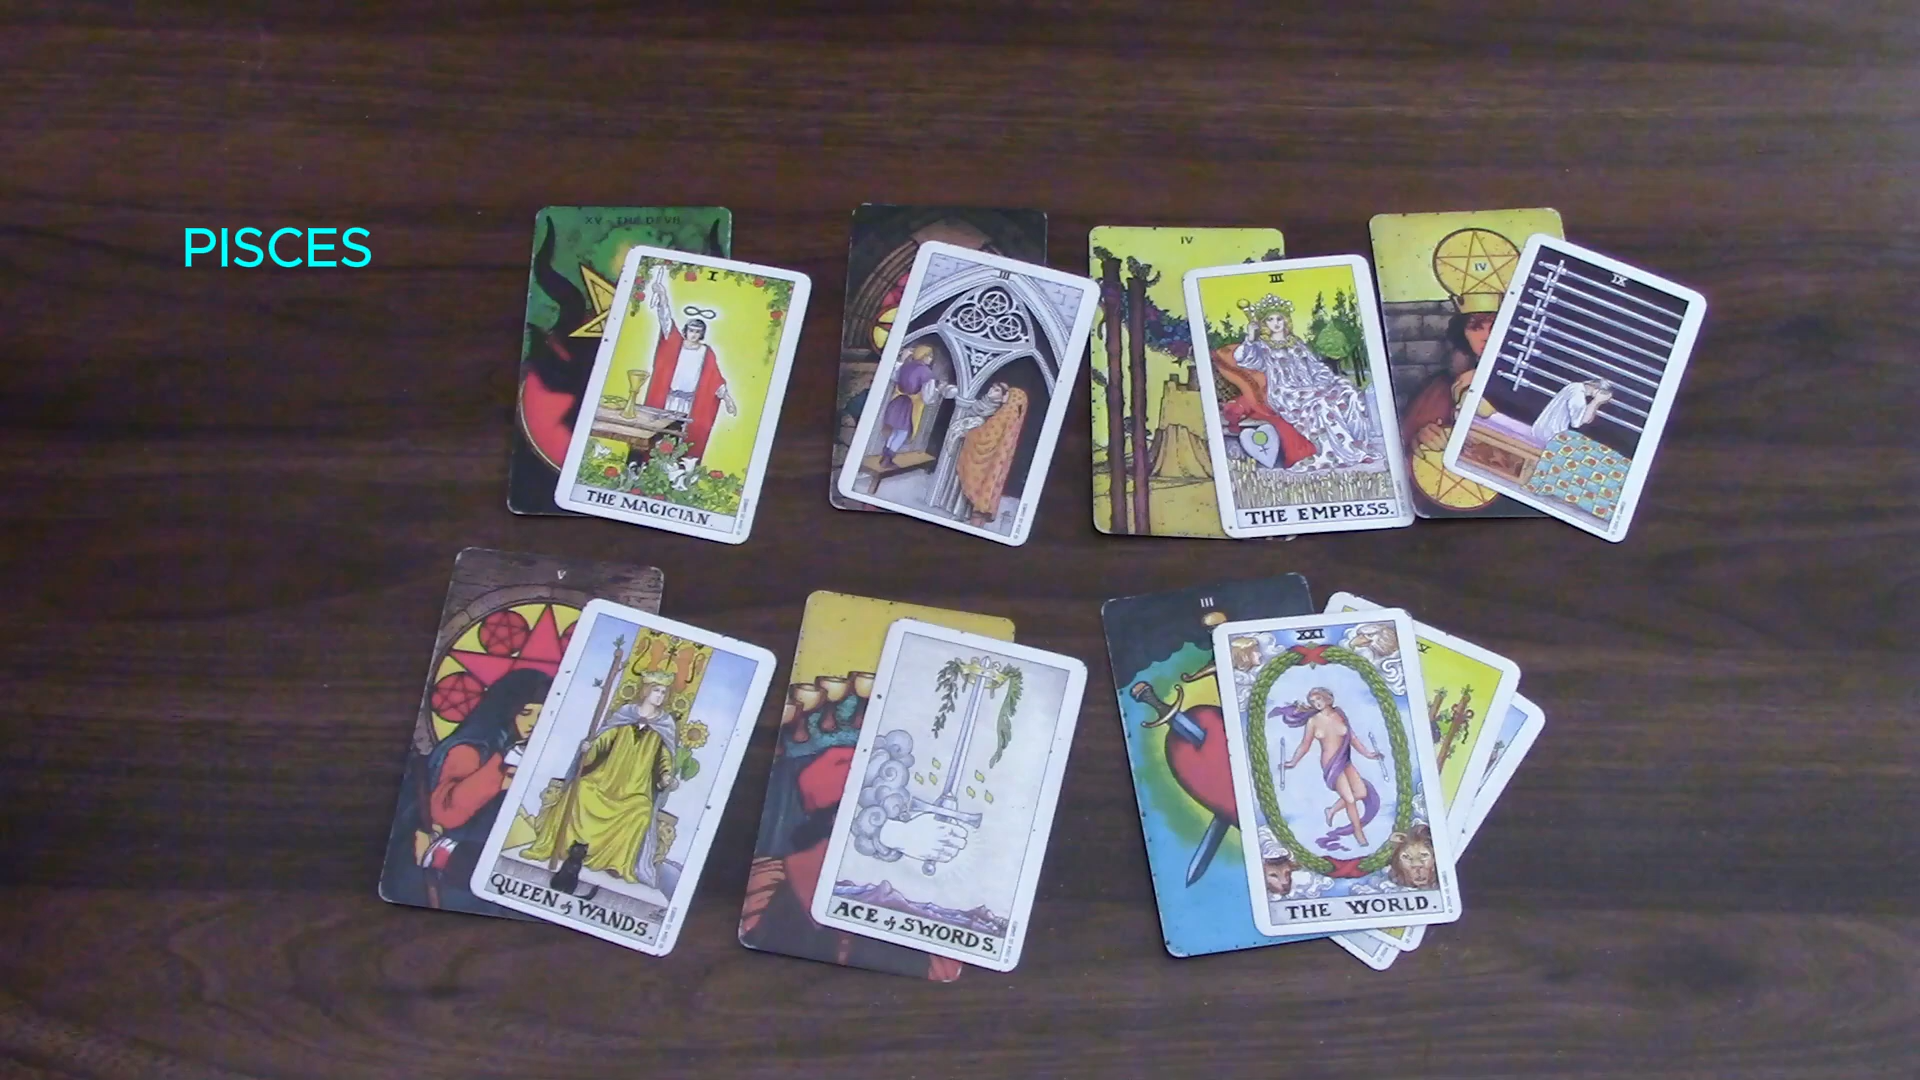 PISCES
XV - THE DEVIL
I
THE MAGICIAN.
III
IV
III
THE EMPRESS.
IV
IX
V
QUEEN of WANDS.
ACE of SWORDS.
III
XXI
THE WORLD.